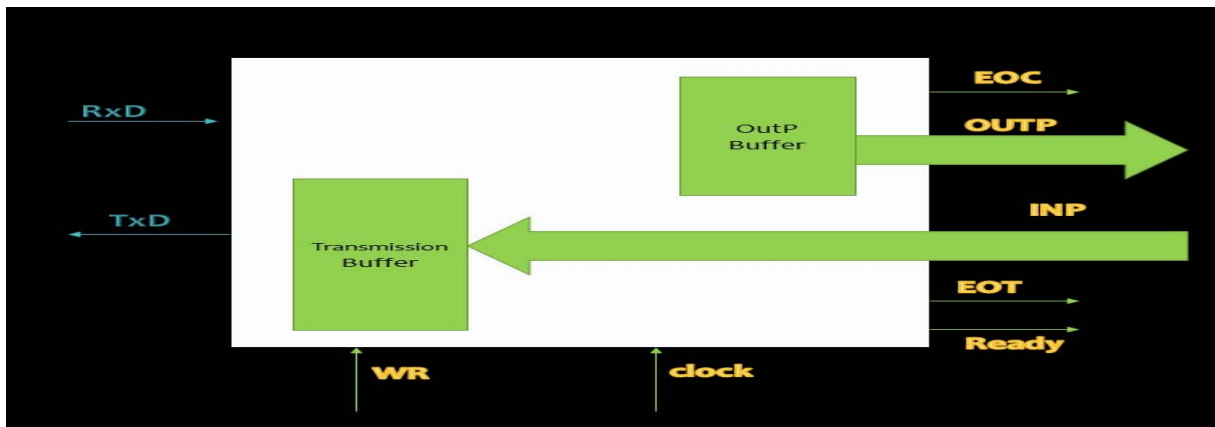 EOC
RxD
OutP
Buffer
OUTP
INP
TxD
Transmission
Buffer
EOT
Ready
WR
clock